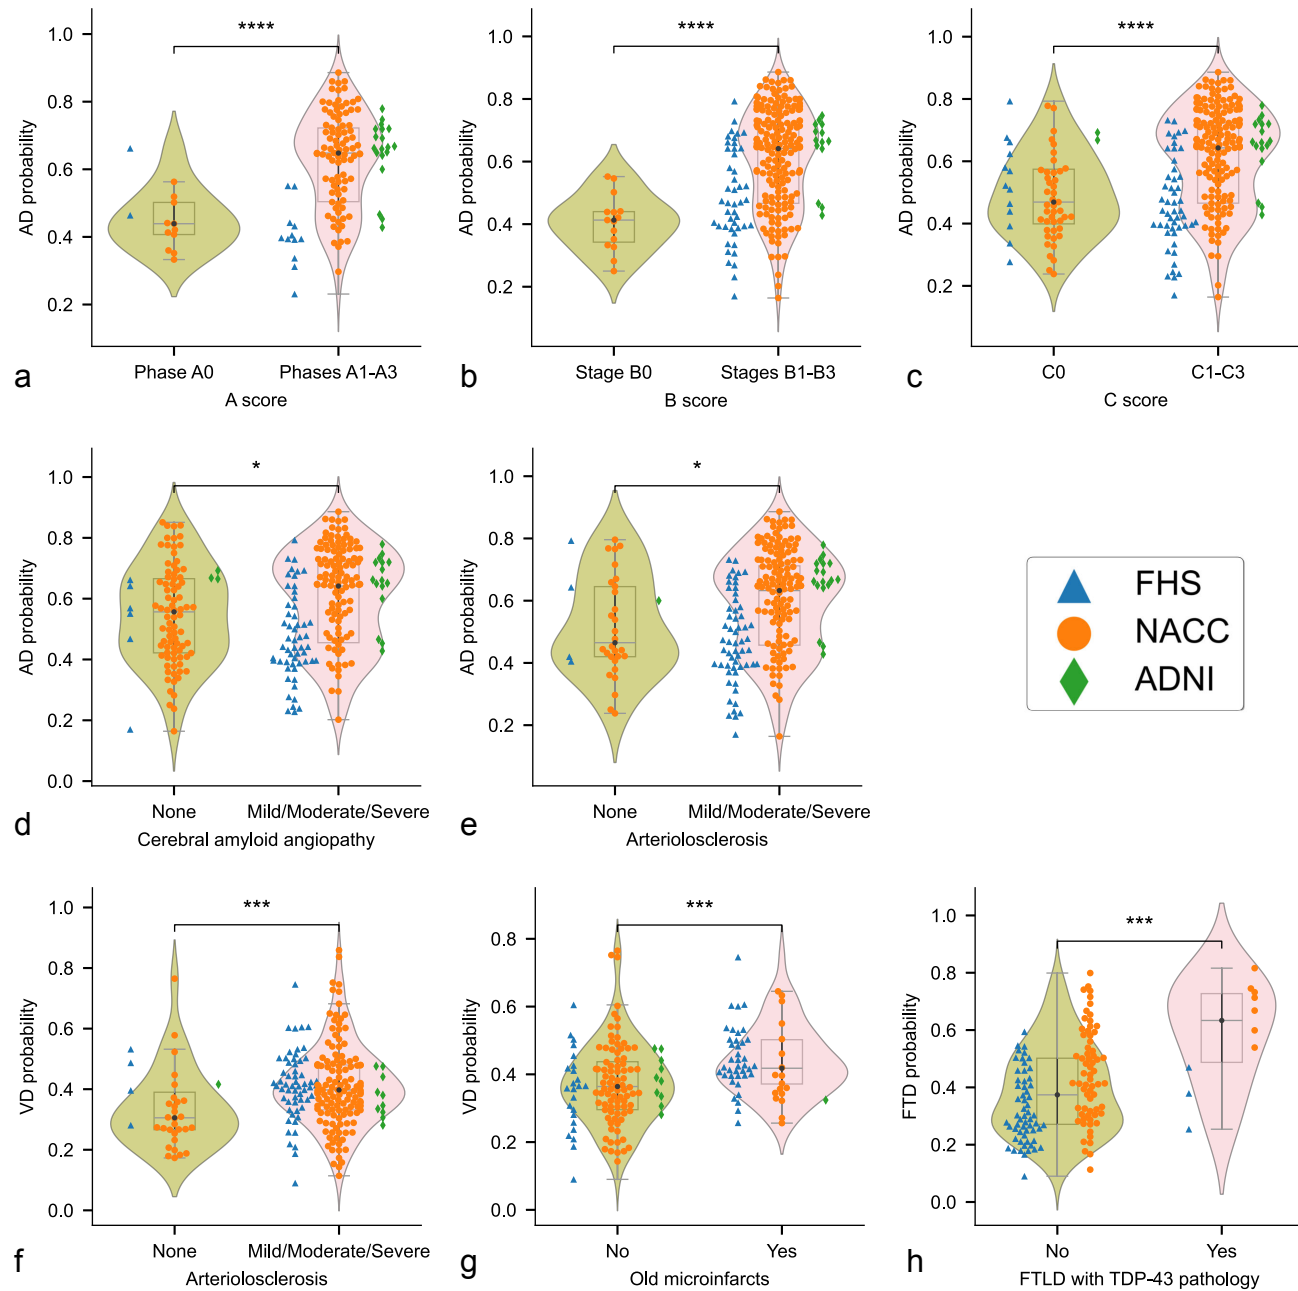 ****
1.0
0.8
0.6
0.4
0.2
AD probability
Phase A0
Phases A1-A3
A score
a
****
1.0
0.8
0.6
0.4
0.2
AD probability
Stage B0
Stages B1-B3
B score
b
****
1.0
0.8
0.6
0.4
0.2
AD probability
C0
C1-C3
C score
c
*
1.0
0.8
0.6
0.4
0.2
0.0
AD probability
None
Mild/Moderate/Severe
Cerebral amyloid angiopathy
d
*
1.0
0.8
0.6
0.4
0.2
AD probability
None
Mild/Moderate/Severe
Arteriolosclerosis
e
FHS
NACC
ADNI
***
1.0
0.8
0.6
0.4
0.2
0.0
VD probability
None
Mild/Moderate/Severe
Arteriolosclerosis
f
***
0.8
0.6
0.4
0.2
0.0
VD probability
No
Yes
Old microinfarcts
g
***
1.0
0.8
0.6
0.4
0.2
0.0
FTD probability
No
Yes
FTLD with TDP-43 pathology
h